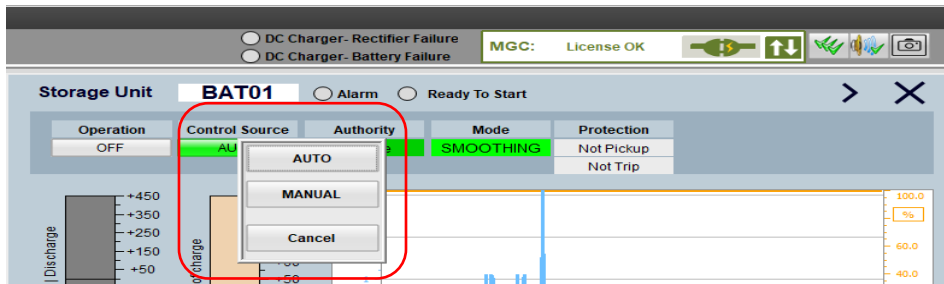 DC Charger- Rectifier Failure
DC Charger- Battery Failure
MGC: License OK
Storage Unit BAT01 Alarm Ready To Start
Operation Control Source Authority Mode Protection
OFF AU SMOOTHING Not Pickup
Not Trip
AUTO
MANUAL
Cancel
+450
+350
+250
+150
+50
Discharge
of charge
100.0
%
60.0
40.0